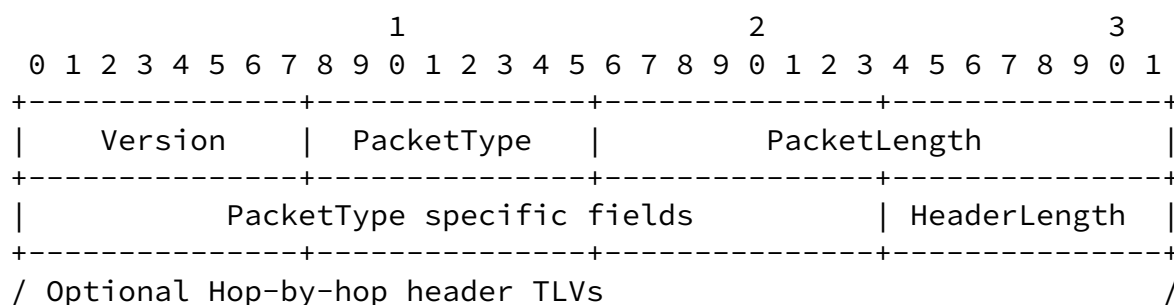 1                   2                   3
 0 1 2 3 4 5 6 7 8 9 0 1 2 3 4 5 6 7 8 9 0 1 2 3 4 5 6 7 8 9 0 1
+---------------+---------------+---------------+---------------+
|    Version    |  PacketType   |         PacketLength          |
+---------------+---------------+---------------+---------------+
|           PacketType specific fields          | HeaderLength  |
+---------------+---------------+---------------+---------------+
/ Optional Hop-by-hop header TLVs                               /